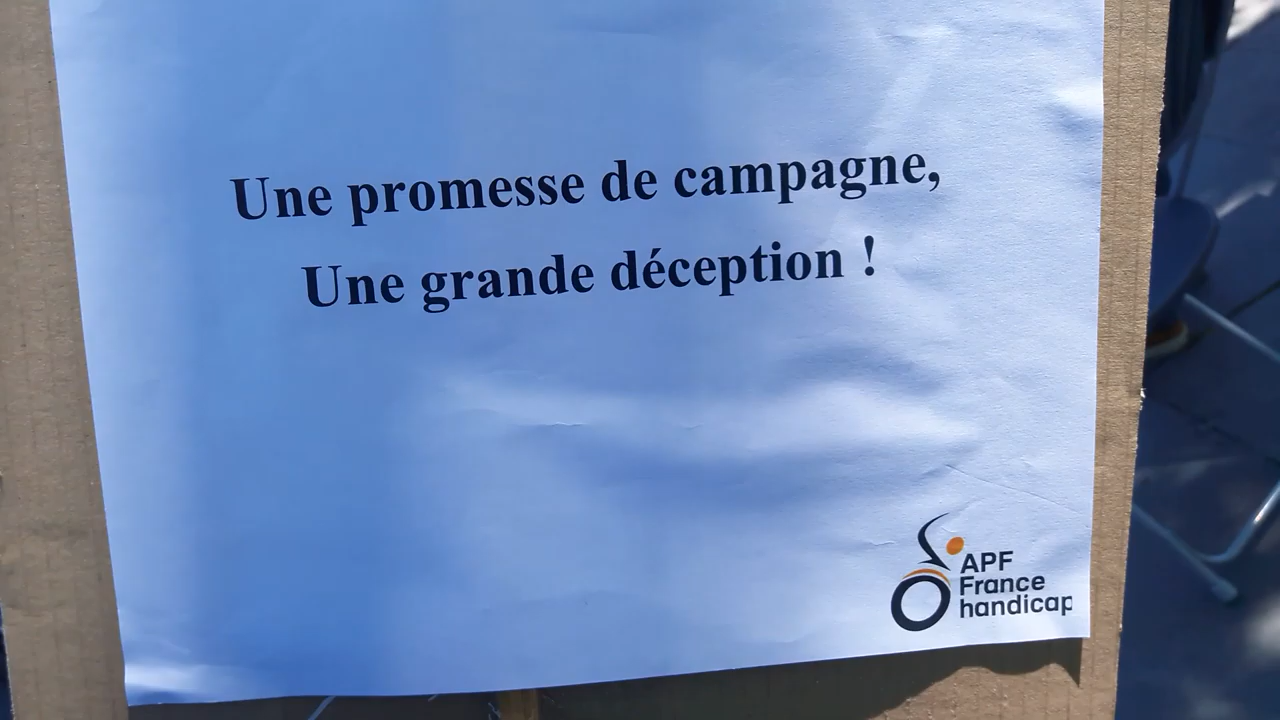 Une promesse de campagne,
Une grande déception !
APF
France
handicap